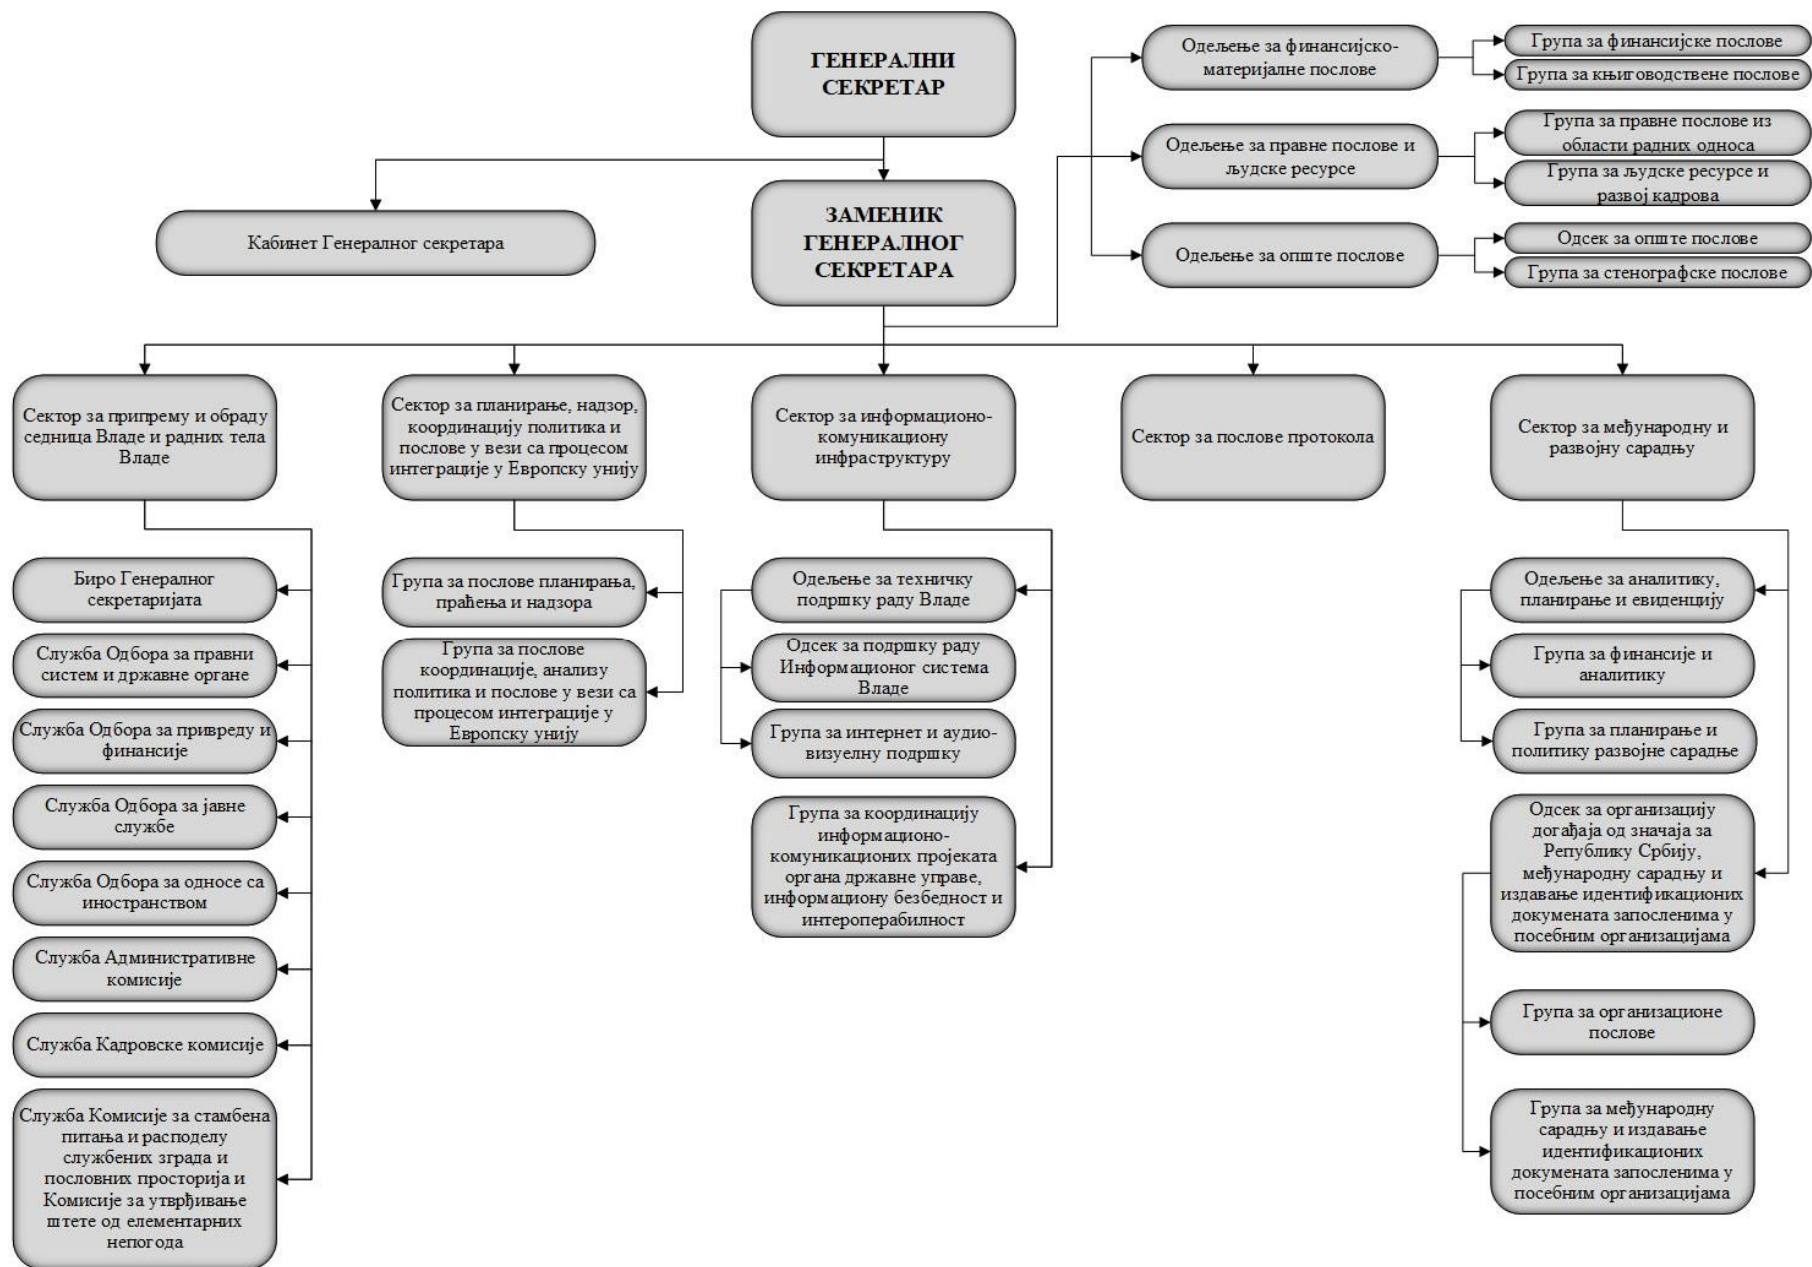 ГЕНЕРАЛНИ
СЕКРЕТАР
Кабинет Генералног секретара
ЗАМЕНИК
ГЕНЕРАЛНОГ
СЕКРЕТАРА
Одељење за финансијско-
материјалне послове
Група за финансијске послове
Група за књиговодствене послове
Одељење за правне послове и
људске ресурсе
Група за правне послове из
области радних односа
Група за људске ресурсе и
развој кадрова
Одељење за опште послове
Одсек за опште послове
Група за стенографске послове
Сектор за припрему и обраду
седница Владе и радних тела
Владе
Биро Генералног
секретаријата
Служба Одбора за правни
систем и државне органе
Служба Одбора за привреду и
финансије
Служба Одбора за јавне
службе
Служба Одбора за односе са
иностранством
Служба Административне
комисије
Служба Кадровске комисије
Служба Комисије за стамбена
питања и расподелу
службених зграда и
пословних просторија и
Комисије за утврђивање
штете од елементарних
непогода
Сектор за планирање, надзор,
координацију политика и
послове у вези са процесом
интеграције у Европску унију
Група за послове планирања,
праћења и надзора
Група за послове
координације, анализу
политика и послове у вези са
процесом интеграције у
Европску унију
Сектор за информационо-
комуникациону
инфраструктуру
Одељење за техничку
подршку раду Владе
Одсек за подршку раду
Информационог система
Владе
Група за интернет и аудио-
визуелну подршку
Група за координацију
информационо-
комуникационих пројеката
органа државне управе,
информациону безбедност и
интероперабилност
Сектор за послове протокола
Сектор за међународну и
развојну сарадњу
Одељење за аналитику,
планирање и евиденцију
Група за финансије и
аналитику
Група за планирање и
политику развојне сарадње
Одсек за организацију
догађаја од значаја за
Републику Србију,
међународну сарадњу и
издавање идентификационих
докумената запосленима у
посебним организацијама
Група за организационе
послове
Група за међународну
сарадњу и издавање
идентификационих
докумената запосленима у
посебним организацијама